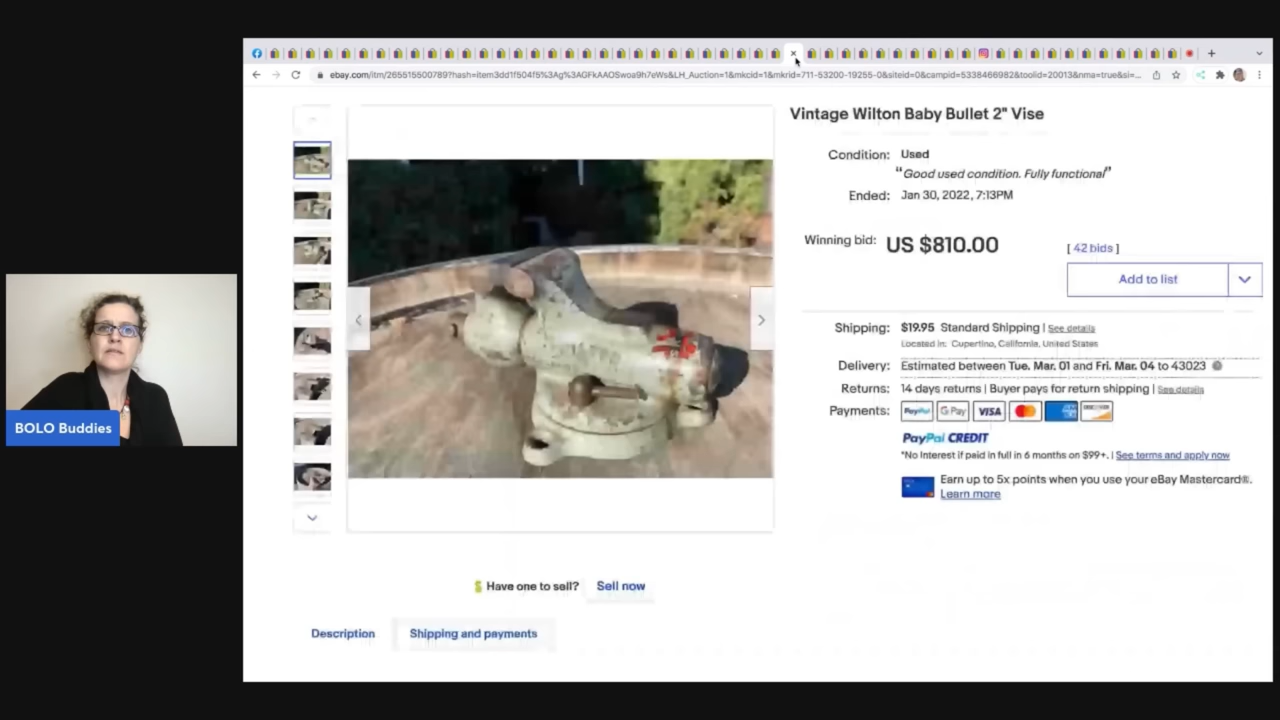 ebay.com/itm/265515500789?hash=item3dd1f504f5%3Ag%3AGFkAAOSwoa9h7eWs&LH_Auction=1&mkcid=1&mkrid=711-53200-19255-0&siteid=0&campid=5338466982&toolid=20013&nma=true&si=...
Vintage Wilton Baby Bullet 2" Vise
Condition: Used
"Good used condition. Fully functional"
Ended: Jan 30, 2022, 7:13PM
Winning bid: US $810.00 [ 42 bids ]
Add to list
Shipping: $19.95 Standard Shipping | See details
Located in: Cupertino, California, United States
Delivery: Estimated between Tue. Mar. 01 and Fri. Mar. 04 to 43023
Returns: 14 days returns | Buyer pays for return shipping | See details
Payments: PayPal G Pay VISA
PayPal CREDIT
*No Interest if paid in full in 6 months on $99+. | See terms and apply now
Earn up to 5x points when you use your eBay Mastercard®.
Learn more
BOLO Buddies
Have one to sell? Sell now
Description Shipping and payments